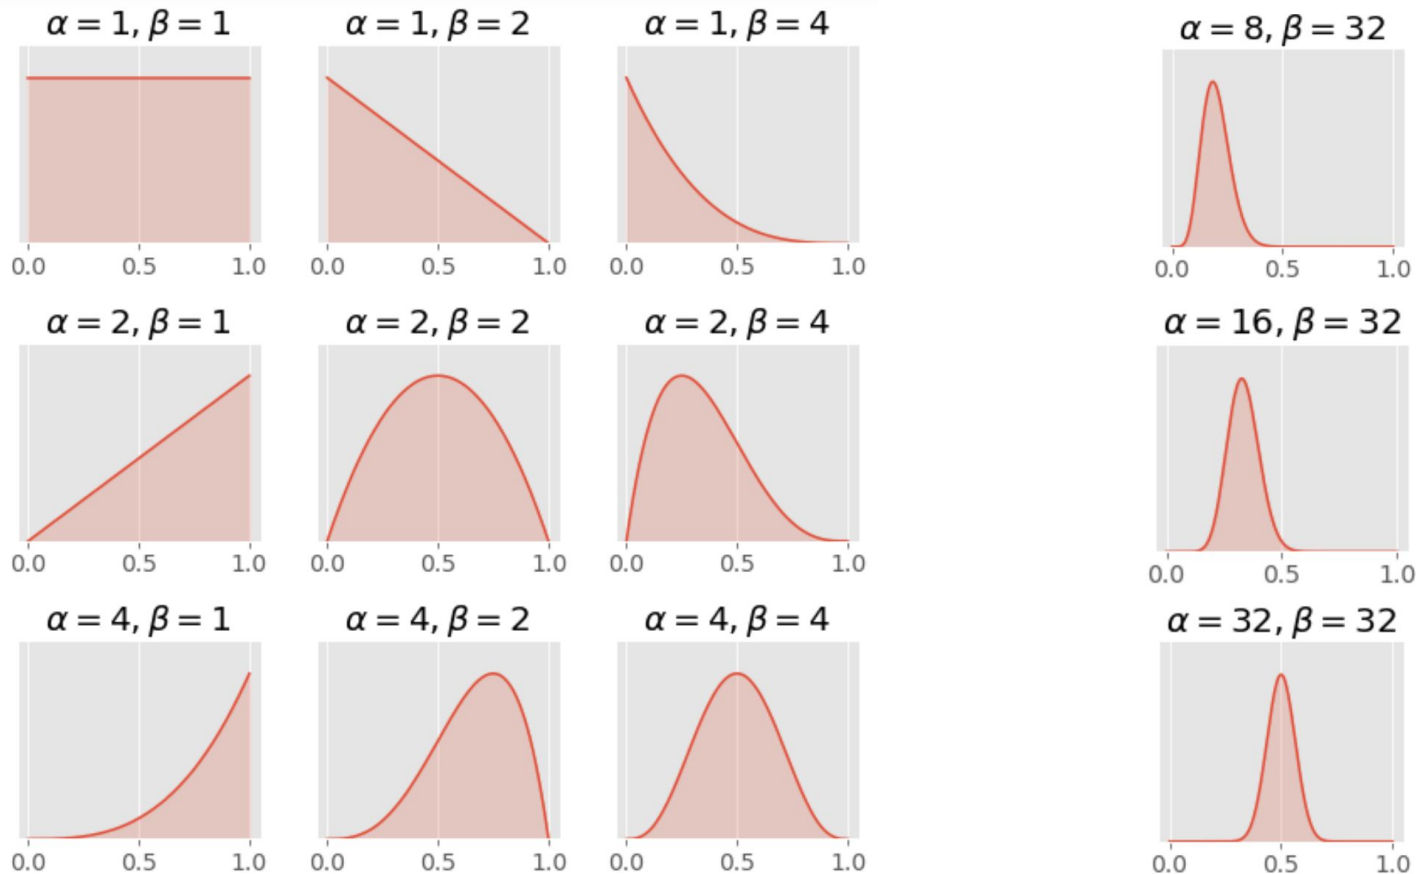 α = 1, β = 1
α = 1, β = 2
α = 1, β = 4
α = 8, β = 32
0.0 0.5 1.0
0.0 0.5 1.0
0.0 0.5 1.0
0.0 0.5 1.0
α = 2, β = 1
α = 2, β = 2
α = 2, β = 4
α = 16, β = 32
0.0 0.5 1.0
0.0 0.5 1.0
0.0 0.5 1.0
0.0 0.5 1.0
α = 4, β = 1
α = 4, β = 2
α = 4, β = 4
α = 32, β = 32
0.0 0.5 1.0
0.0 0.5 1.0
0.0 0.5 1.0
0.0 0.5 1.0